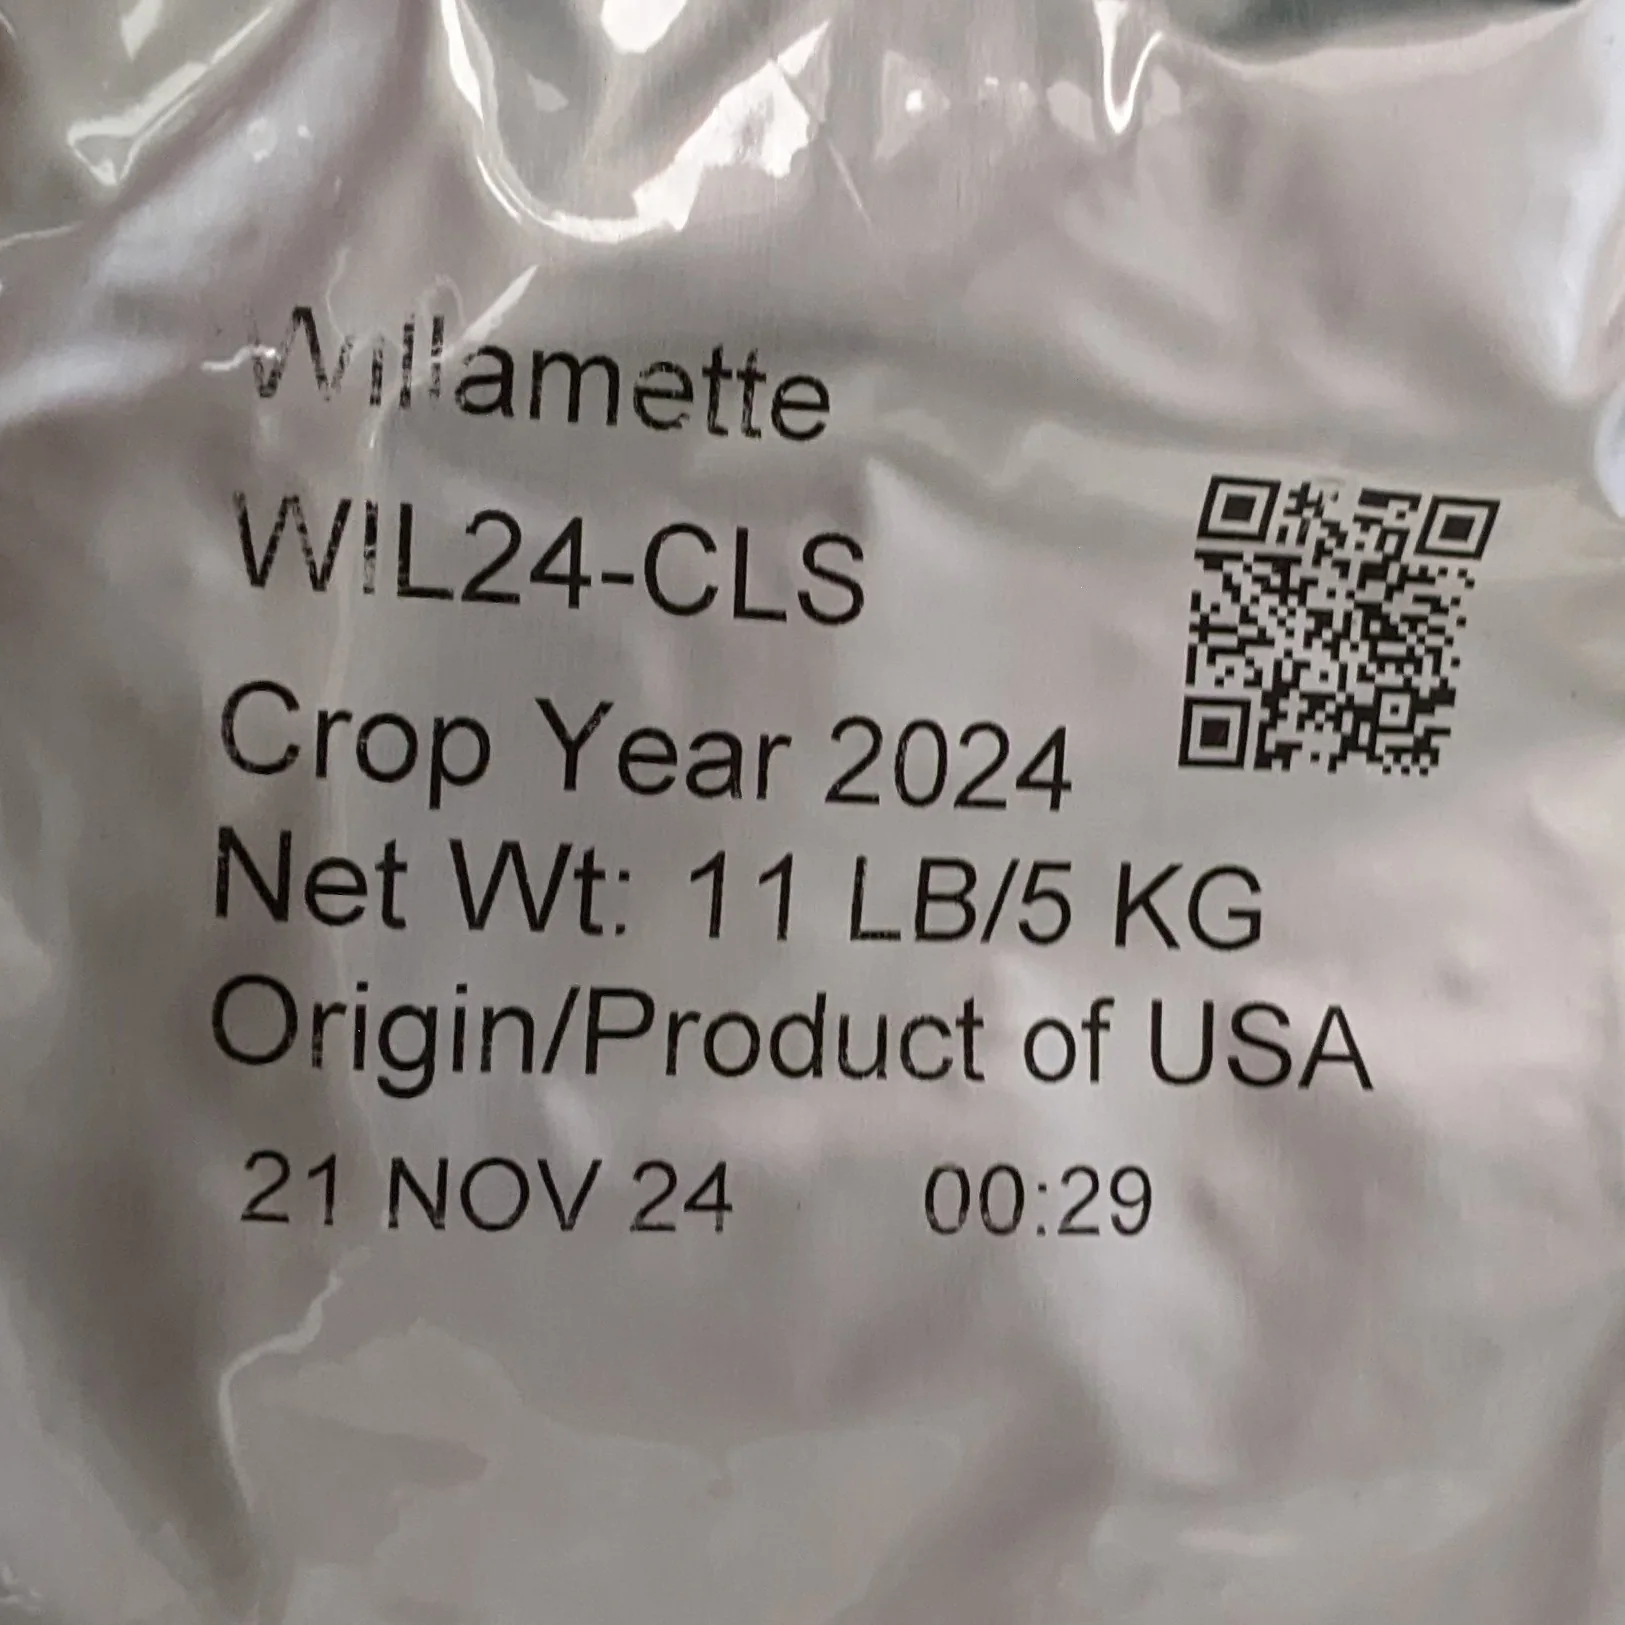 Willamette
WIL24-CLS
Crop Year 2024
Net Wt: 11 LB/5 KG
Origin/Product of USA
21 NOV 24 00:29